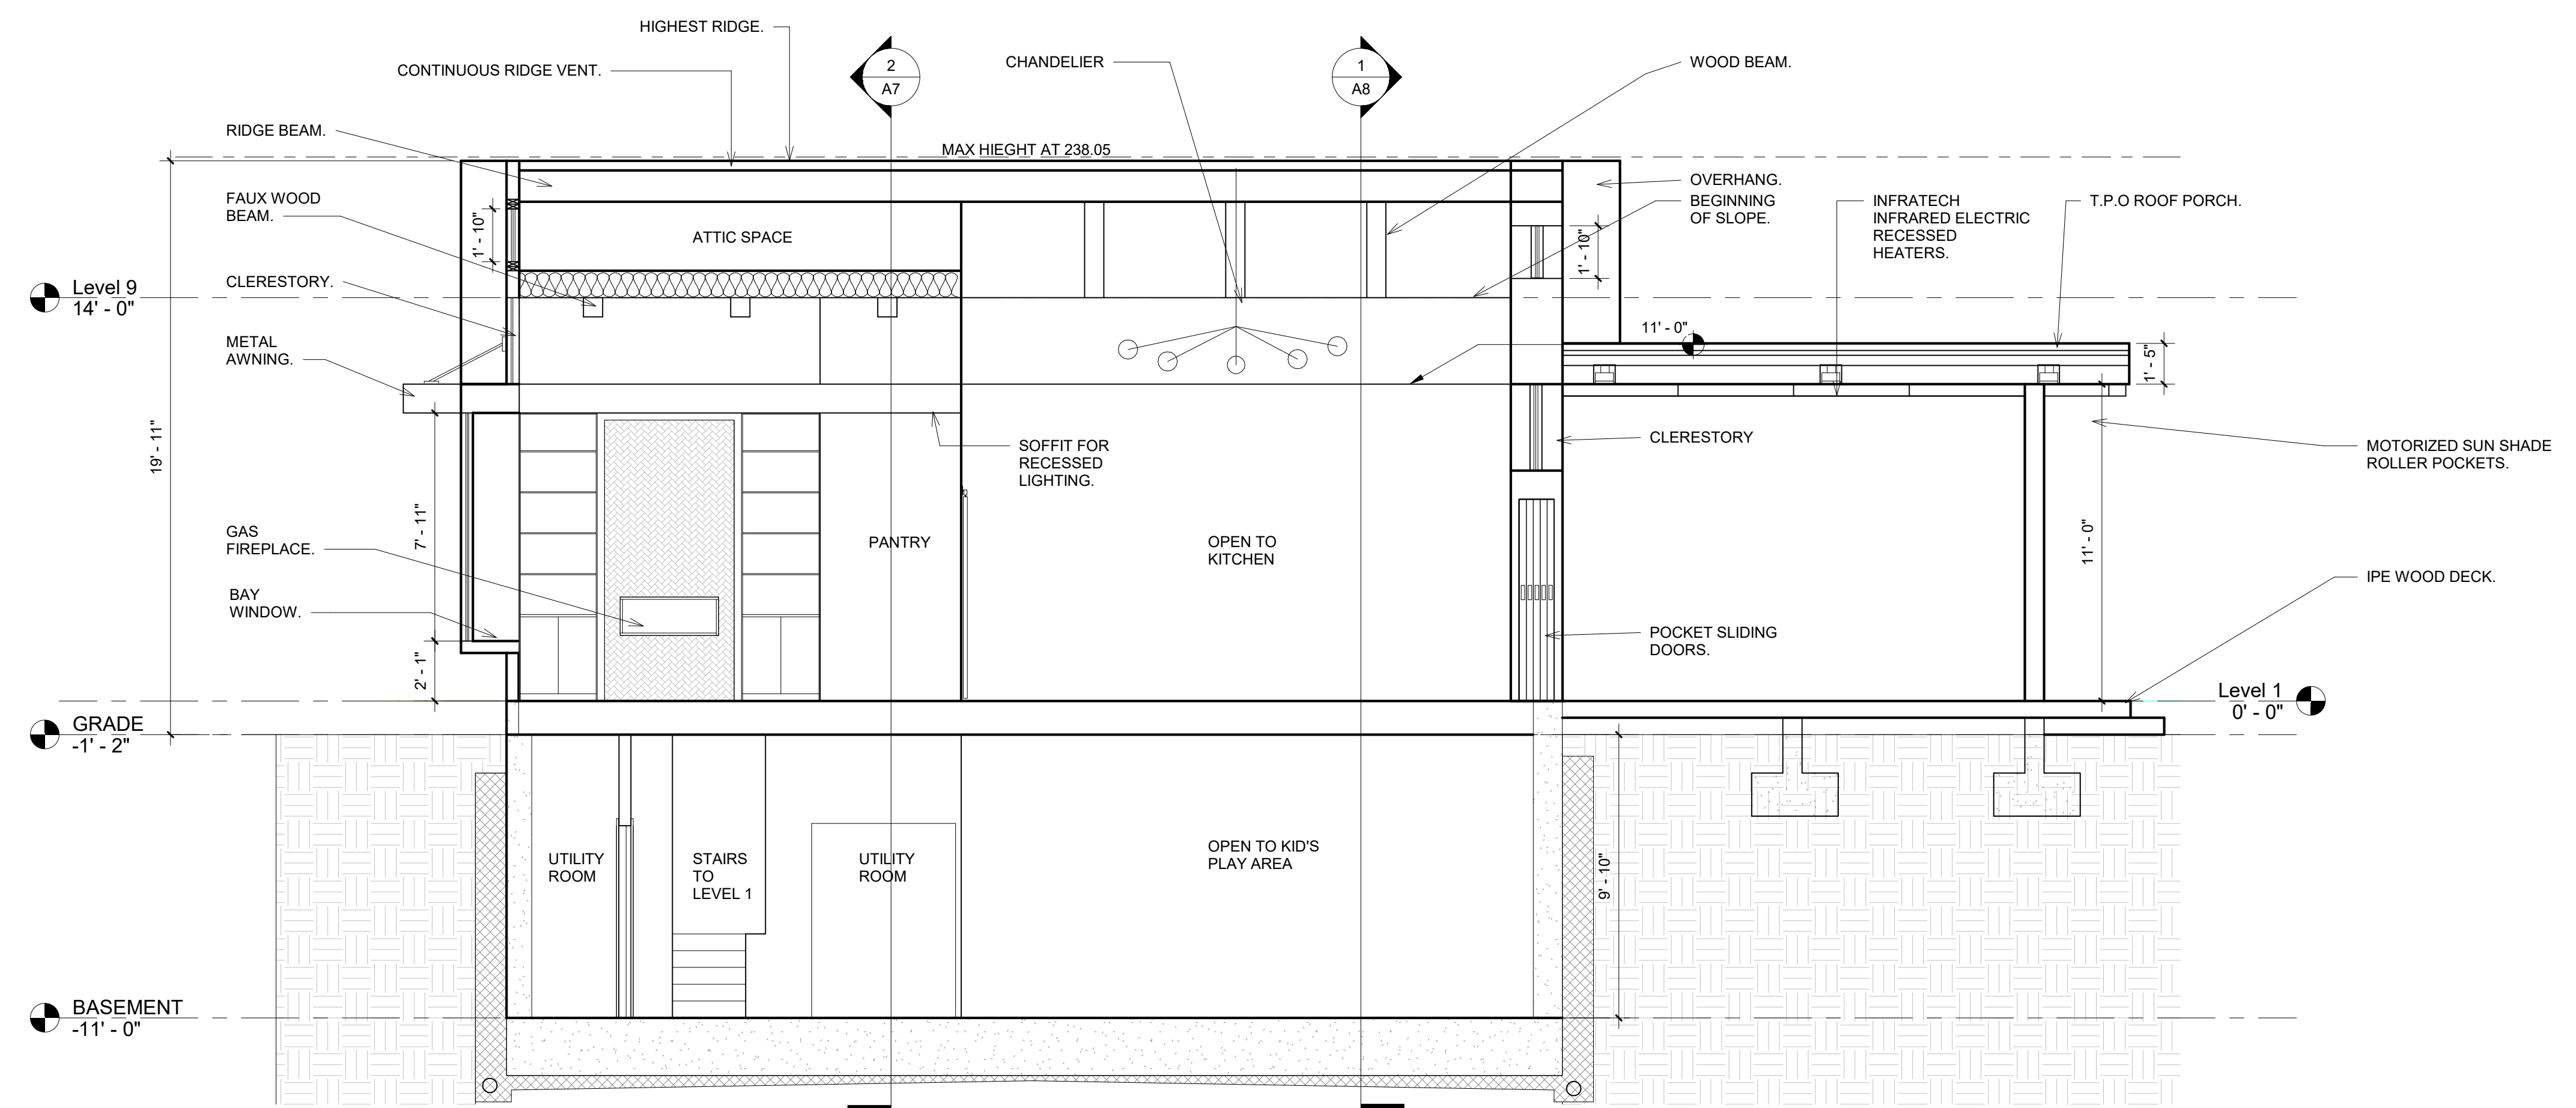 HIGHEST RIDGE.
CONTINUOUS RIDGE VENT.
2
A7
CHANDELIER
1
A8
WOOD BEAM.
RIDGE BEAM.
MAX HIEGHT AT 238.05
FAUX WOOD
BEAM.
1' - 10"
ATTIC SPACE
OVERHANG.
BEGINNING
OF SLOPE.
1' - 10"
INFRATECH
INFRARED ELECTRIC
RECESSED
HEATERS.
T.P.O ROOF PORCH.
CLERESTORY.
Level 9
14' - 0"
METAL
AWNING.
11' - 0"
1' - 5"
19' - 11"
SOFFIT FOR
RECESSED
LIGHTING.
CLERESTORY
MOTORIZED SUN SHADE
ROLLER POCKETS.
GAS
FIREPLACE.
7' - 11"
PANTRY
OPEN TO
KITCHEN
11' - 0"
IPE WOOD DECK.
BAY
WINDOW.
POCKET SLIDING
DOORS.
2' - 1"
Level 1
0' - 0"
GRADE
-1' - 2"
UTILITY
ROOM
STAIRS
TO
LEVEL 1
UTILITY
ROOM
OPEN TO KID'S
PLAY AREA
9' - 10"
BASEMENT
-11' - 0"